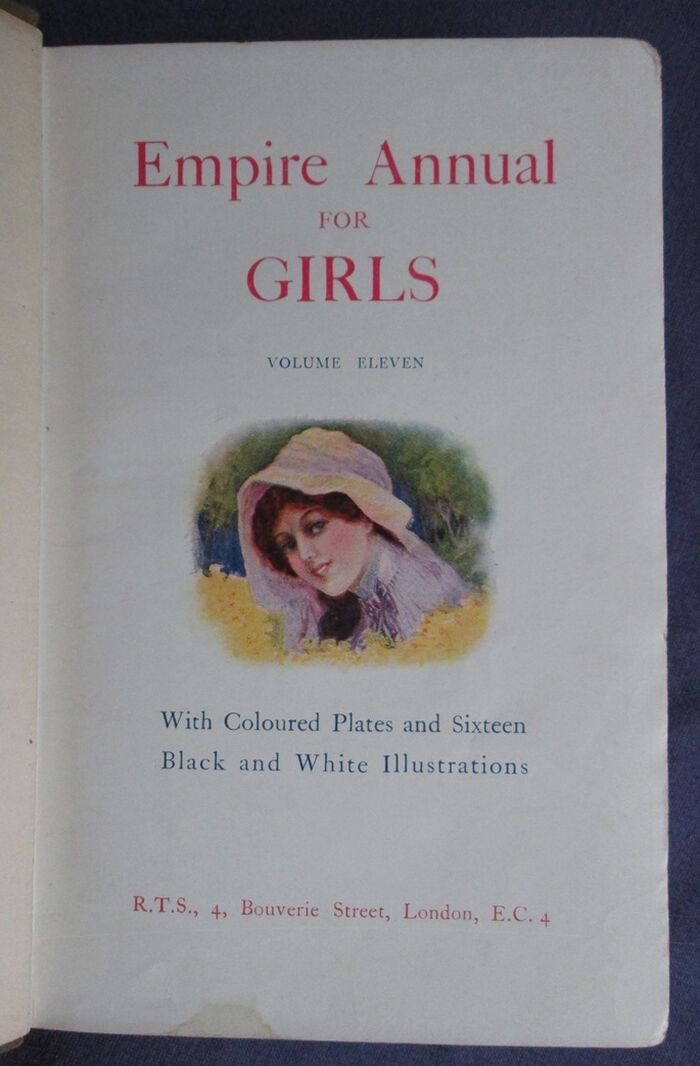 Empire Annual
FOR
GIRLS
VOLUME ELEVEN
With Coloured Plates and Sixteen
Black and White Illustrations
R.T.S., 4, Bouverie Street, London, E.C. 4